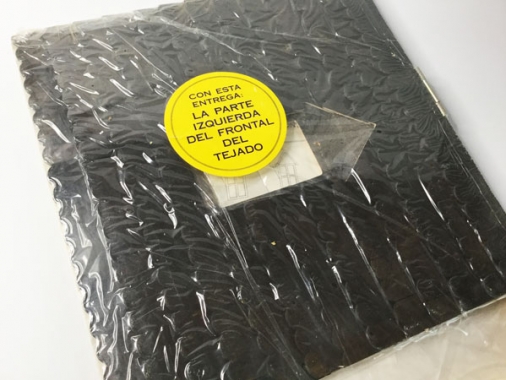 CON ESTA
ENTREGA:
LA PARTE
IZQUIERDA
DEL FRONTAL
DEL
TEJADO